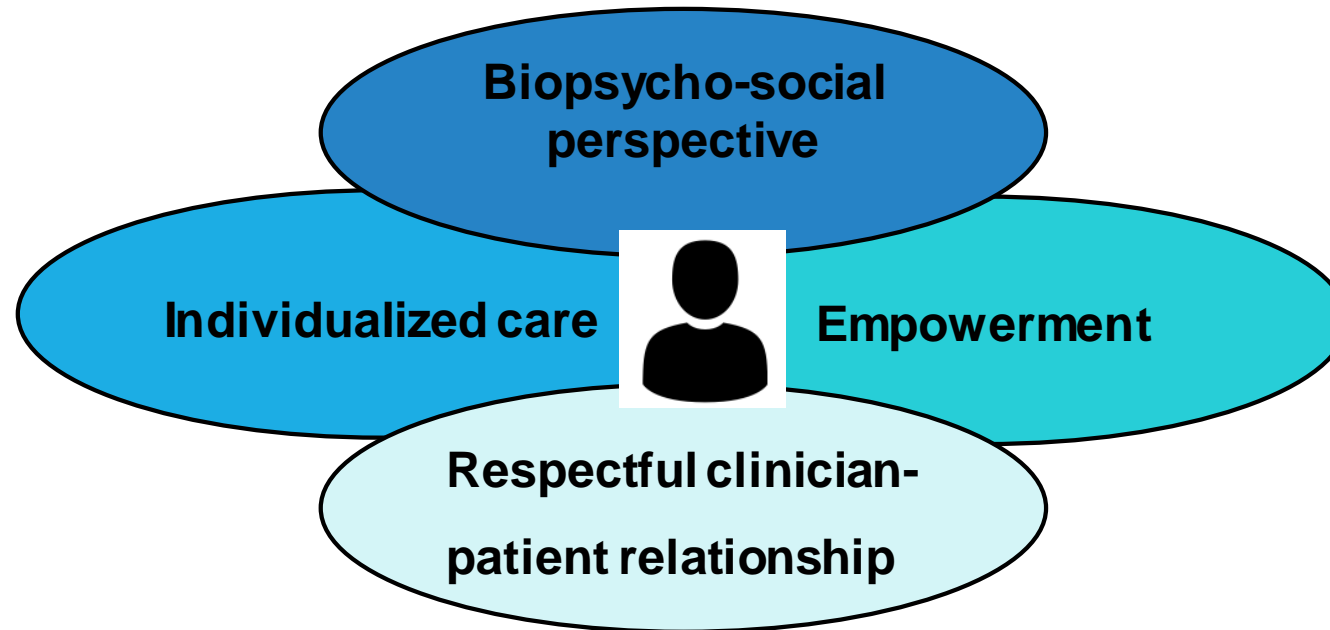 Biopsycho-social
perspective
Individualized care
Empowerment
Respectful clinician-
patient relationship